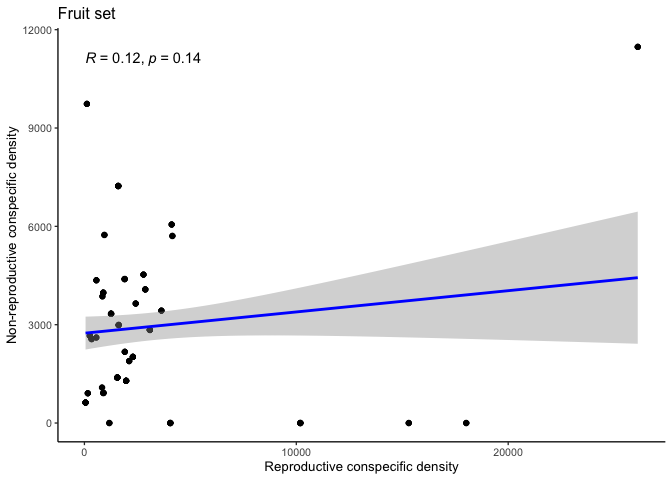 Fruit set
R = 0.12, p = 0.14
12000
9000
6000
3000
0
Non-reproductive conspecific density
0
10000
20000
Reproductive conspecific density